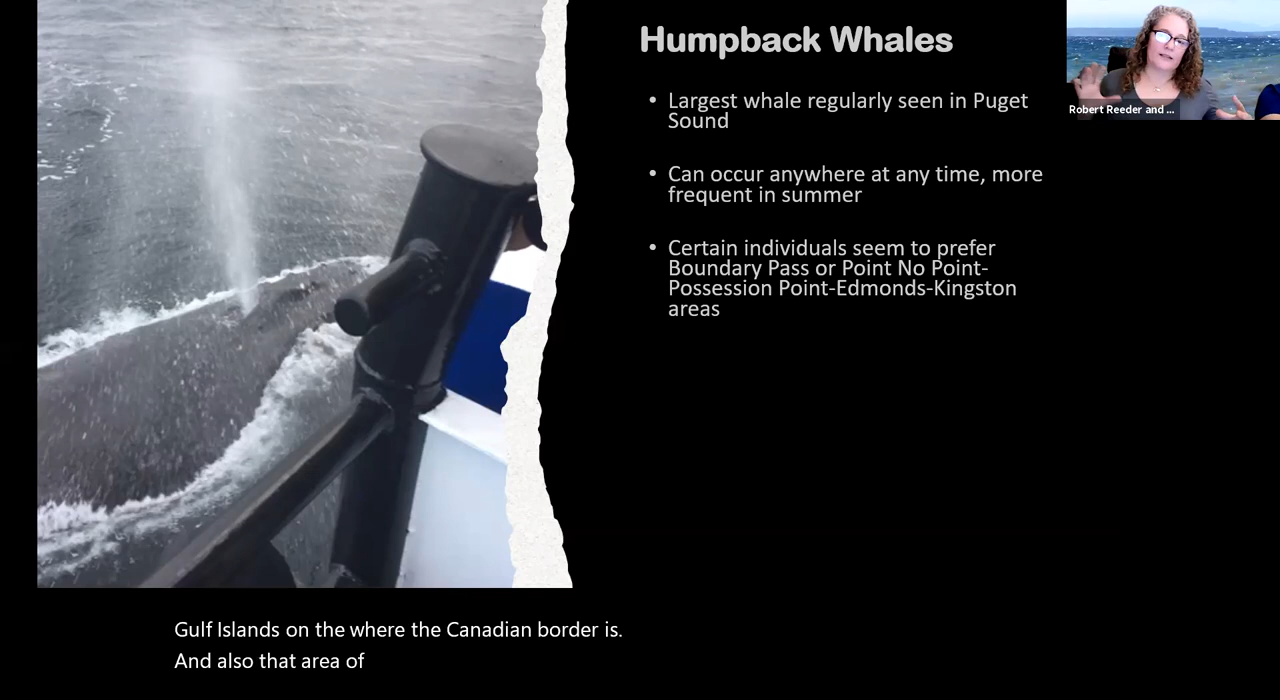 Humpback Whales
• Largest whale regularly seen in Puget
Sound
• Can occur anywhere at any time, more
frequent in summer
• Certain individuals seem to prefer
Boundary Pass or Point No Point-
Possession Point-Edmonds-Kingston
areas
Robert Reeder and ...
Gulf Islands on the where the Canadian border is.
And also that area of